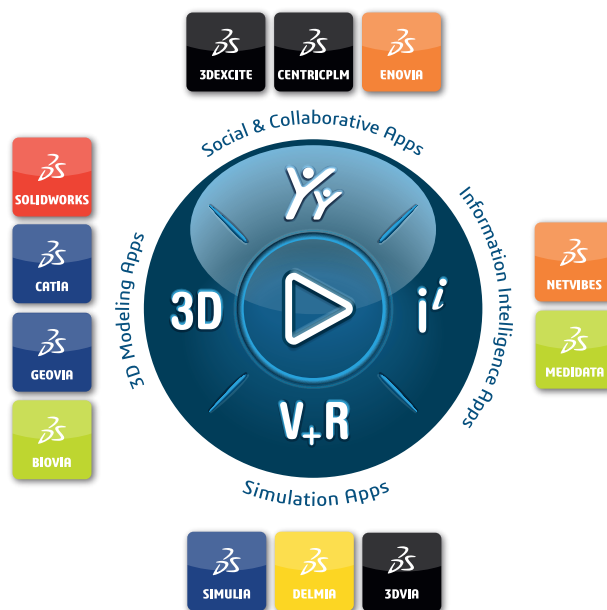 3DEXCITE
CENTRICPLM
ENOVIA
Social & Collaborative Apps
SOLIDWORKS
CATIA
GEOVIA
BIOVIA
3D Modeling Apps
3D
i i
V+R
Information Intelligence Apps
NETVIBES
MEDIDATA
Simulation Apps
SIMULIA
DELMIA
3DVIA